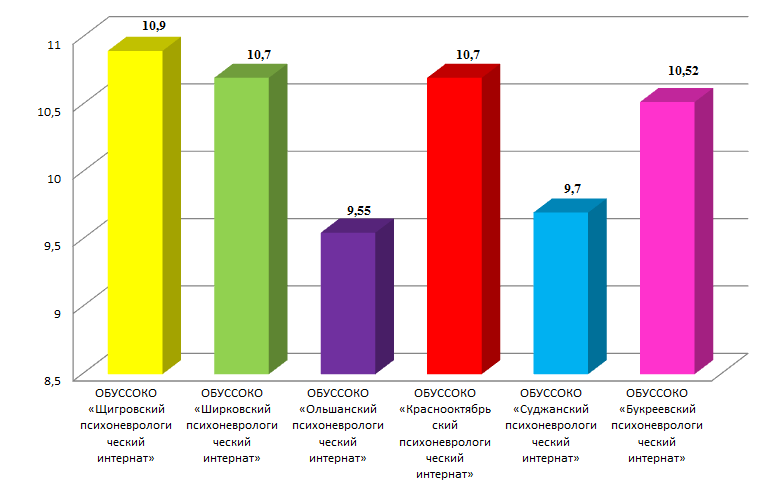 10,9
10,7
10,7
10,52
9,7
9,55
11
10,5
10
9,5
9
8,5
ОБУССОКО
«Щигровский
психоневрологи
ческий
интернат»
ОБУССОКО
«Ширковский
психоневрологи
ческий
интернат»
ОБУССОКО
«Ольшанский
психоневрологи
ческий
интернат»
ОБУССОКО
«Краснооктябрь
ский
психоневрологи
ческий
интернат»
ОБУССОКО
«Суджанский
психоневрологи
ческий
интернат»
ОБУССОКО
«Букреевский
психоневрологи
ческий
интернат»